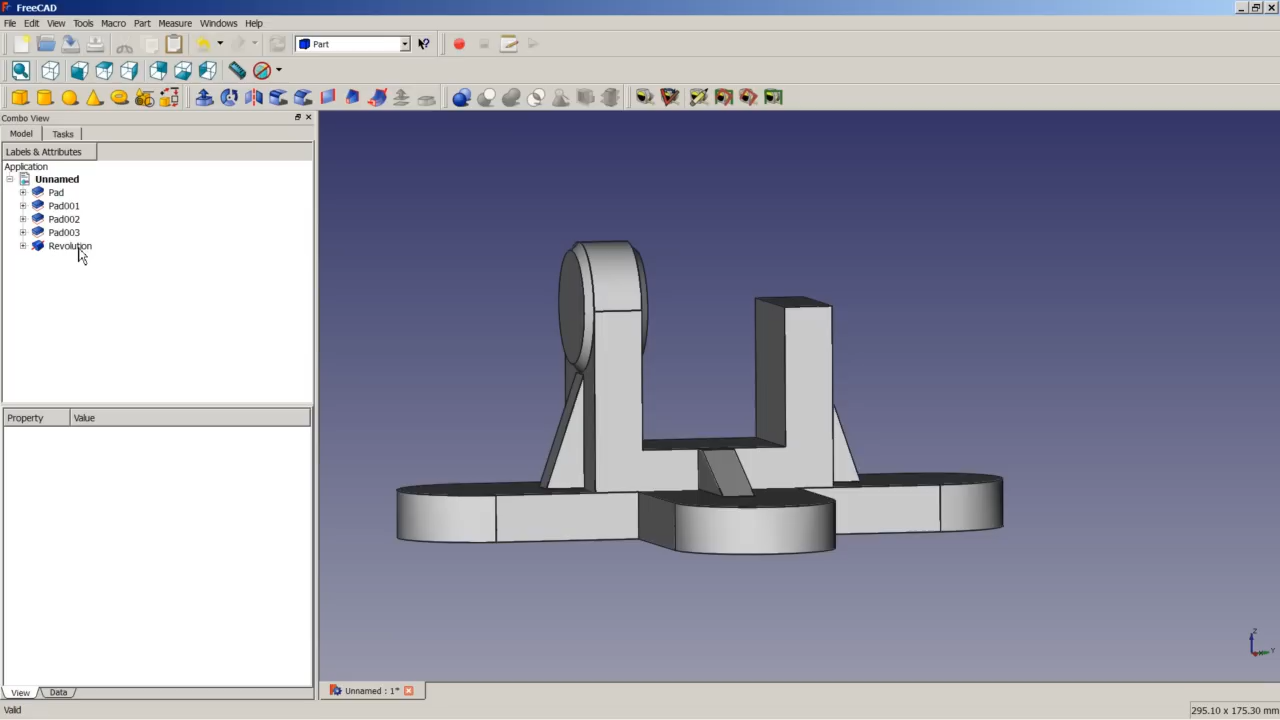 FreeCAD
File Edit View Tools Macro Part Measure Windows Help
Part
Combo View
Model Tasks
Labels & Attributes
Application
Unnamed
Pad
Pad001
Pad002
Pad003
Revolution
Property Value
View Data
Unnamed : 1*
Z
Y
Valid
295.10 x 175.30 mm